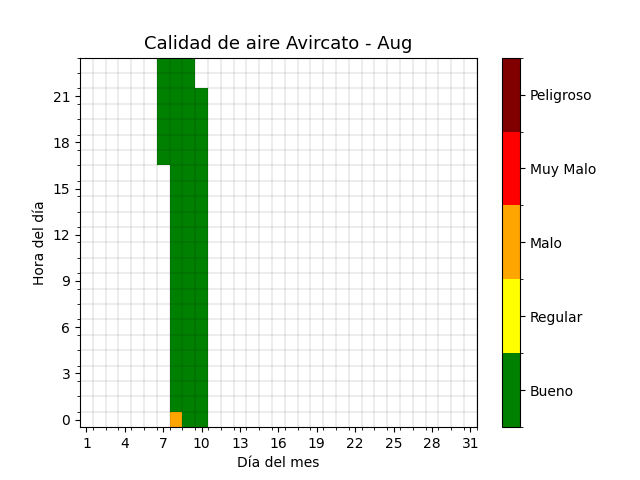 Calidad de aire Avircato - Aug
Hora del día
21
18
15
12
9
6
3
0
1 4 7 10 13 16 19 22 25 28 31
Día del mes
Peligroso
Muy Malo
Malo
Regular
Bueno